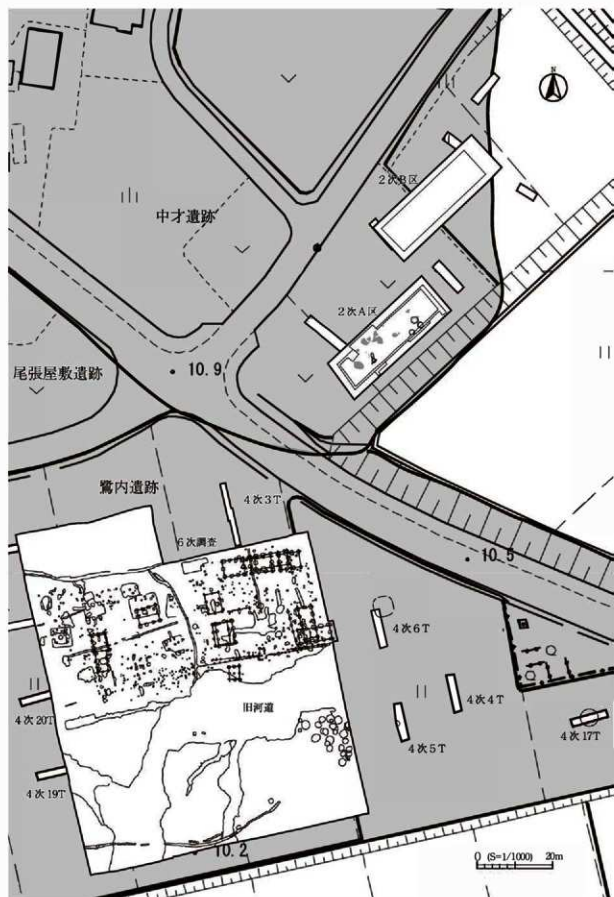 N
2次B区
中才遺跡
2次A区
10.9
尾張屋敷遺跡
鷺内遺跡
4次3T
6次調査
10.5
4次6T
旧河道
4次20T
4次4T
4次5T
4次17T
4次19T
10.2
0 (S=1/1000) 20m